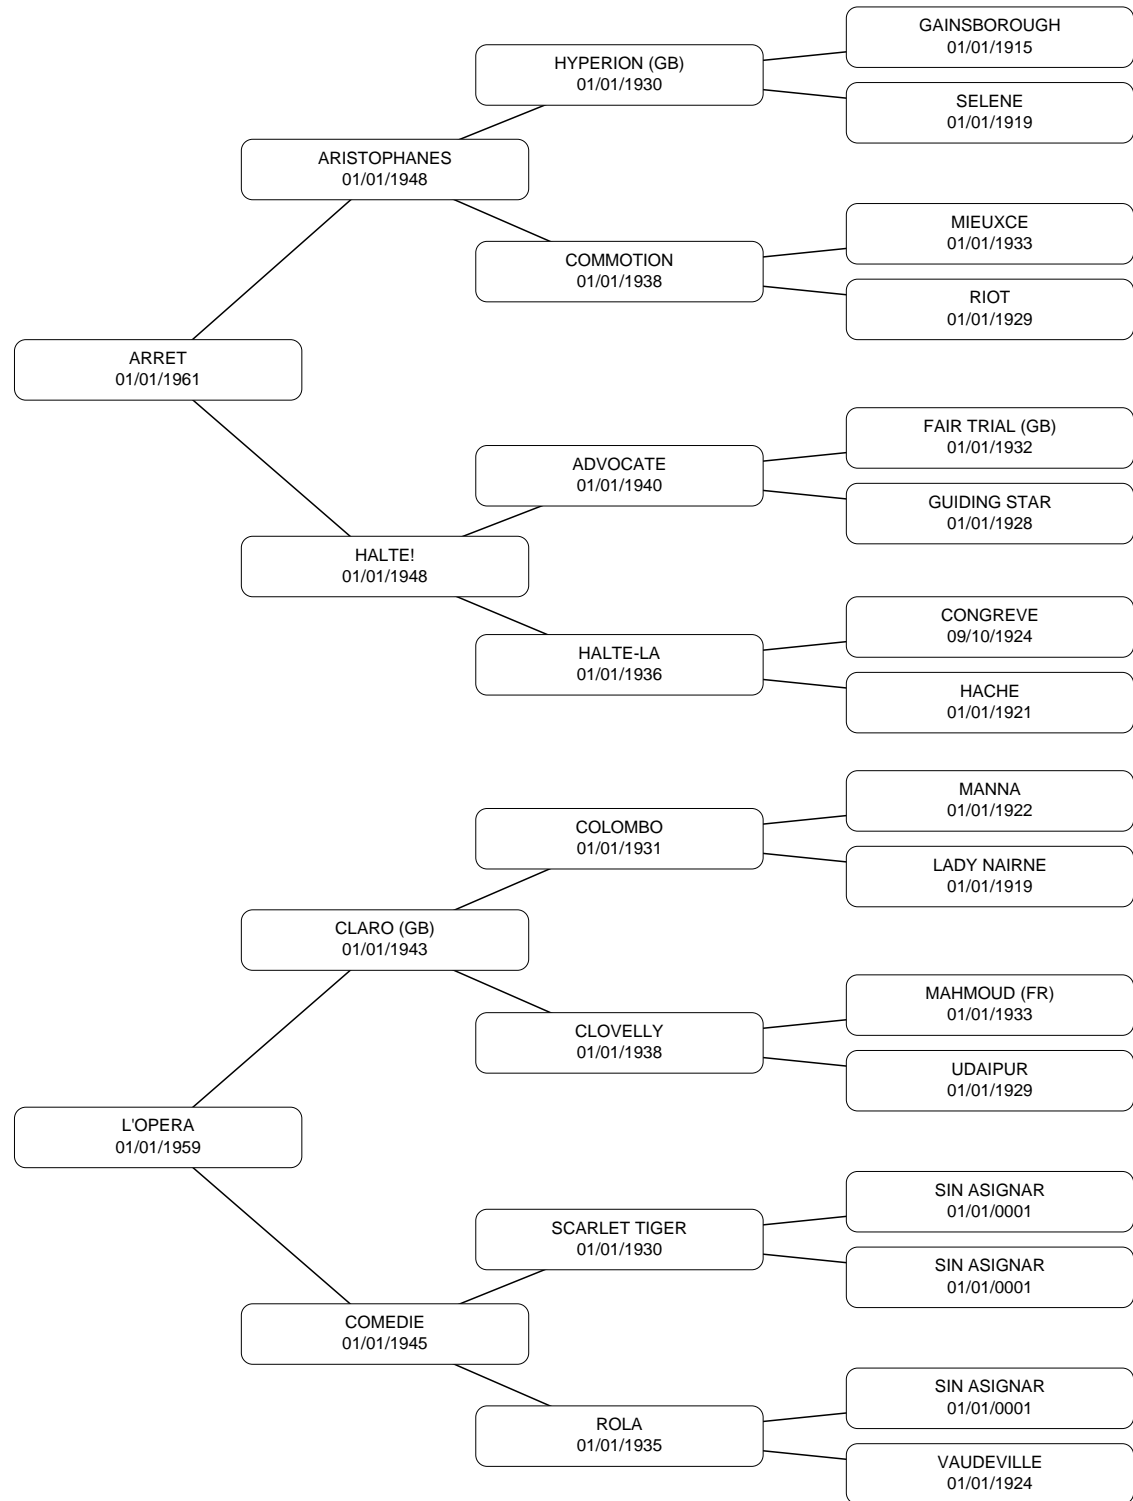 GAINSBOROUGH
01/01/1915
HYPERION (GB)
01/01/1930
SELENE
01/01/1919
ARISTOPHANES
01/01/1948
MIEUXCE
01/01/1933
COMMOTION
01/01/1938
RIOT
01/01/1929
ARRET
01/01/1961
FAIR TRIAL (GB)
01/01/1932
ADVOCATE
01/01/1940
GUIDING STAR
01/01/1928
HALTE!
01/01/1948
CONGREVE
09/10/1924
HALTE-LA
01/01/1936
HACHE
01/01/1921
MANNA
01/01/1922
COLOMBO
01/01/1931
LADY NAIRNE
01/01/1919
CLARO (GB)
01/01/1943
MAHMOUD (FR)
01/01/1933
CLOVELLY
01/01/1938
UDAIPUR
01/01/1929
L'OPERA
01/01/1959
SIN ASIGNAR
01/01/0001
SCARLET TIGER
01/01/1930
SIN ASIGNAR
01/01/0001
COMEDIE
01/01/1945
SIN ASIGNAR
01/01/0001
ROLA
01/01/1935
VAUDEVILLE
01/01/1924